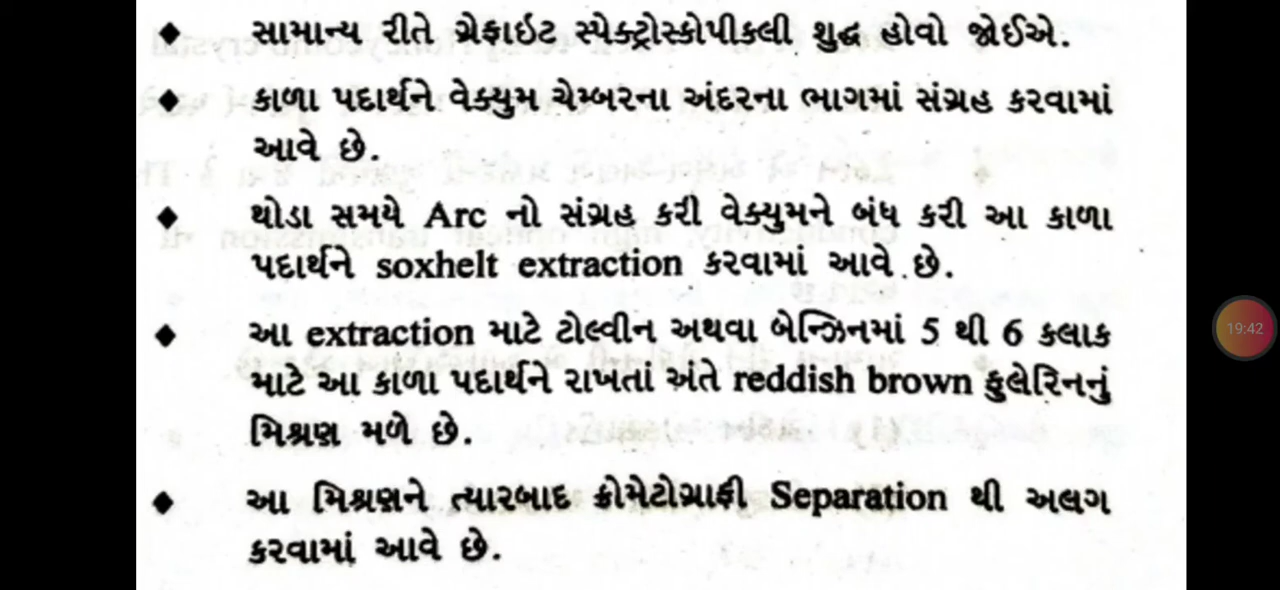 ◆ સામાન્ય રીતે ગ્રેફાઇટ સ્પેક્ટ્રોસ્કોપીકલી શુદ્ધ હોવો જોઈએ.
◆ કાળા પદાર્થને વેક્યુમ ચેમ્બરના અંદરના ભાગમાં સંગ્રહ કરવામાં
આવે છે.
◆ થોડા સમયે Arc નો સંગ્રહ કરી વેક્યુમને બંધ કરી આ કાળા
પદાર્થને soxhelt extraction કરવામાં આવે છે.
◆ આ extraction માટે ટોલ્વીન અથવા બેન્ઝિનમાં 5 થી 6 કલાક
માટે આ કાળા પદાર્થને રાખતાં અંતે reddish brown ફુલેરિનનું
મિશ્રણ મળે છે.
◆ આ મિશ્રણને ત્યારબાદ ક્રોમેટોગ્રાફી Separation થી અલગ
કરવામાં આવે છે.
19:42